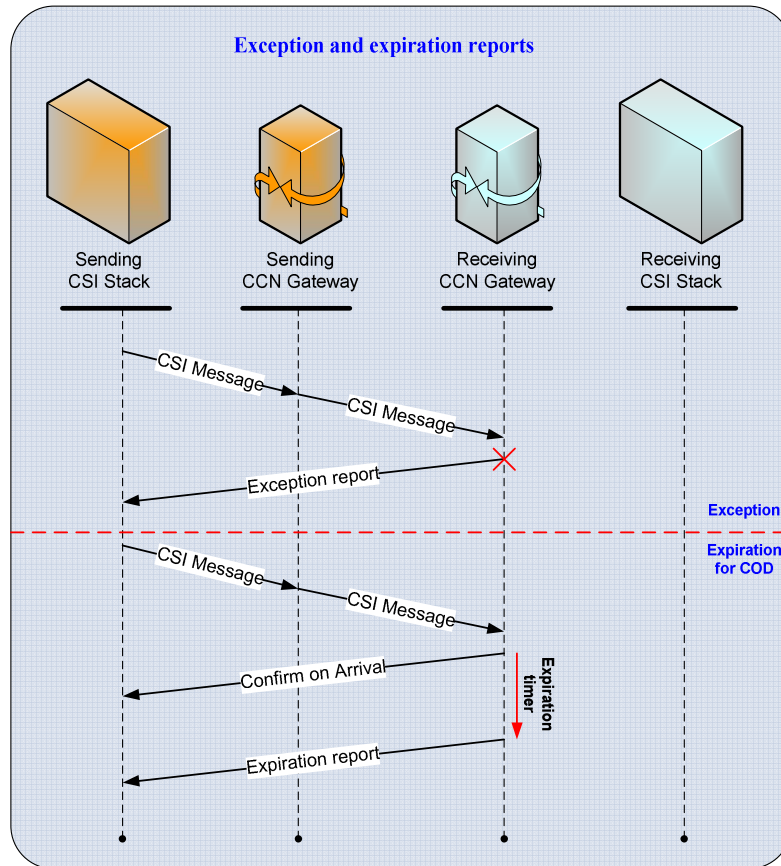 Exception and expiration reports
Sending
CSI Stack
Sending
CCN Gateway
Receiving
CCN Gateway
Receiving
CSI Stack
CSI Message
CSI Message
Exception report
Exception
Expiration
for COD
CSI Message
CSI Message
Confirm on Arrival
Expiration
timer
Expiration report